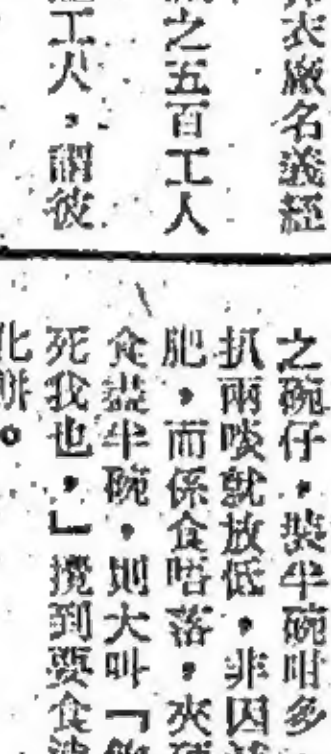 衣廠名義經
之五百工人
工人，謂彼
之碗仔，裝半碗咁多
扒兩啖就放低，非因
肥，而係食唔落，夾
食盡半碗，則大叫「
死我也，」攪到要食
化餅。